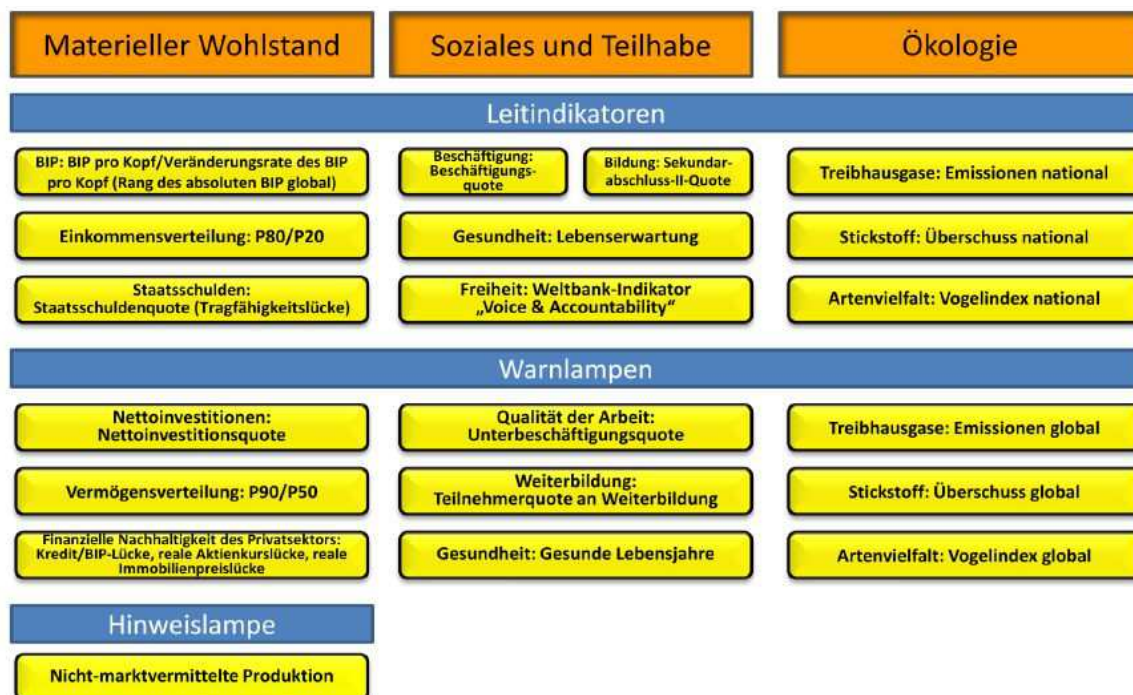 Materieller Wohlstand
Soziales und Teilhabe
Ökologie
Leitindikatoren
BIP: BIP pro Kopf/Veränderungsrate des BIP
pro Kopf (Rang des absoluten BIP global)
Beschäftigung:
Beschäftigungs-
quote
Bildung: Sekundar-
abschluss-II-Quote
Treibhausgase: Emissionen national
Einkommensverteilung: P80/P20
Gesundheit: Lebenserwartung
Stickstoff: Überschuss national
Staatsschulden:
Staatsschuldenquote (Tragfähigkeitslücke)
Freiheit: Weltbank-Indikator
„Voice & Accountability“
Artenvielfalt: Vogelindex national
Warnlampen
Nettoinvestitionen:
Nettoinvestitionsquote
Qualität der Arbeit:
Unterbeschäftigungsquote
Treibhausgase: Emissionen global
Vermögensverteilung: P90/P50
Weiterbildung:
Teilnehmerquote an Weiterbildung
Stickstoff: Überschuss global
Finanzielle Nachhaltigkeit des Privatsektors:
Kredit/BIP-Lücke, reale Aktienkurslücke, reale
Immobilienpreislücke
Gesundheit: Gesunde Lebensjahre
Artenvielfalt: Vogelindex global
Hinweislampe
Nicht-marktvermittelte Produktion